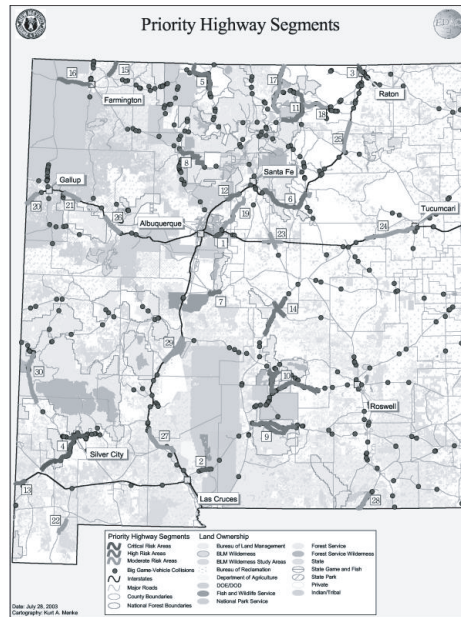 Priority Highway Segments
16
15
5
17
3
Farmington
11
Raton
18
25
8
Santa Fe
Gallup
12
6
20
21
Tucumcari
26
Albuquerque
19
24
1
23
7
14
29
30
10
Roswell
4
9
27
Silver City
2
13
Las Cruces
22
28
Priority Highway Segments
Critical Risk Areas
High Risk Areas
Moderate Risk Areas
Big Game-Vehicle Collisions
Interstates
Major Roads
County Boundaries
National Forest Boundaries
Land Ownership
Bureau of Land Management
BLM Wilderness
BLM Wilderness Study Areas
Bureau of Reclamation
Department of Agriculture
DOE/DOD
Fish and Wildlife Service
National Park Service
Forest Service
Forest Service Wilderness
State
State Game and Fish
State Park
Private
Indian/Tribal
Date: July 28, 2003
Cartography: Kurt A. Menke